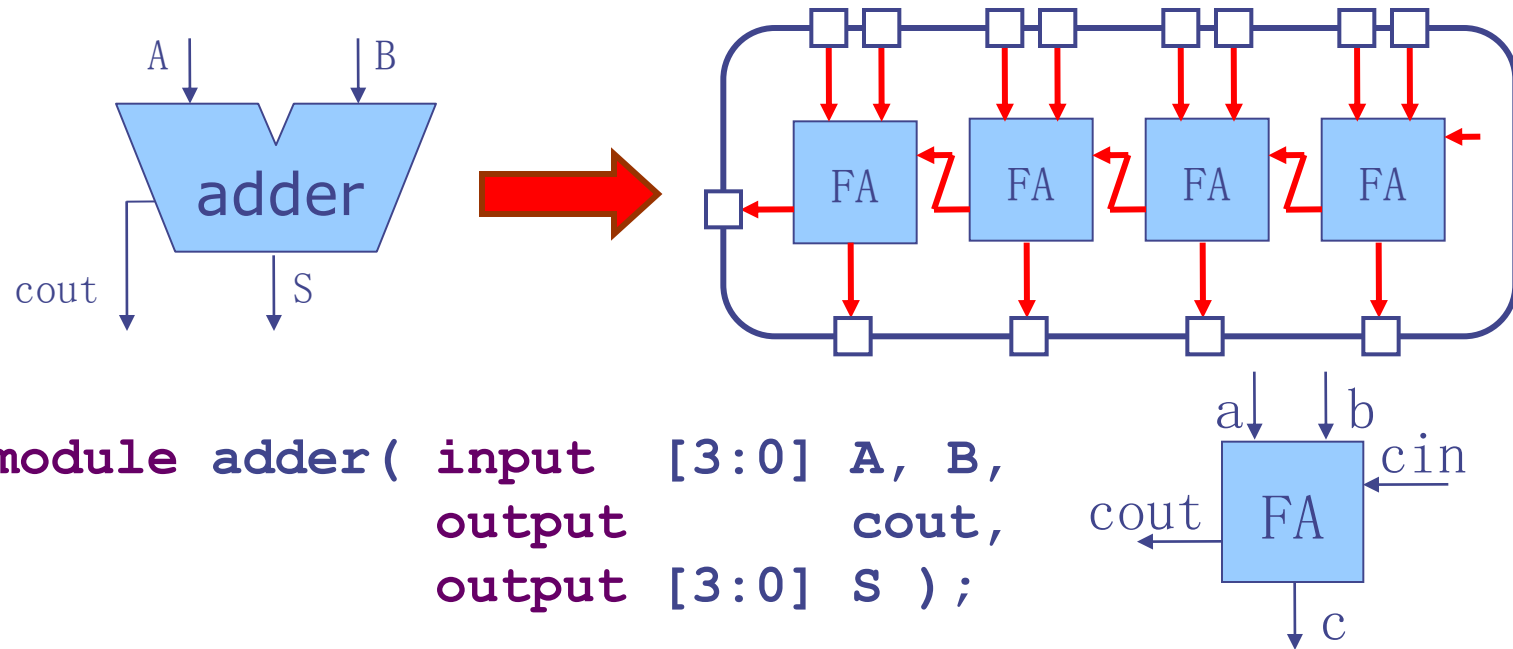 A
B
adder
cout
S
FA
FA
FA
FA
module adder( input [3:0] A, B,
output cout,
output [3:0] S );
a
b
cin
cout
FA
c